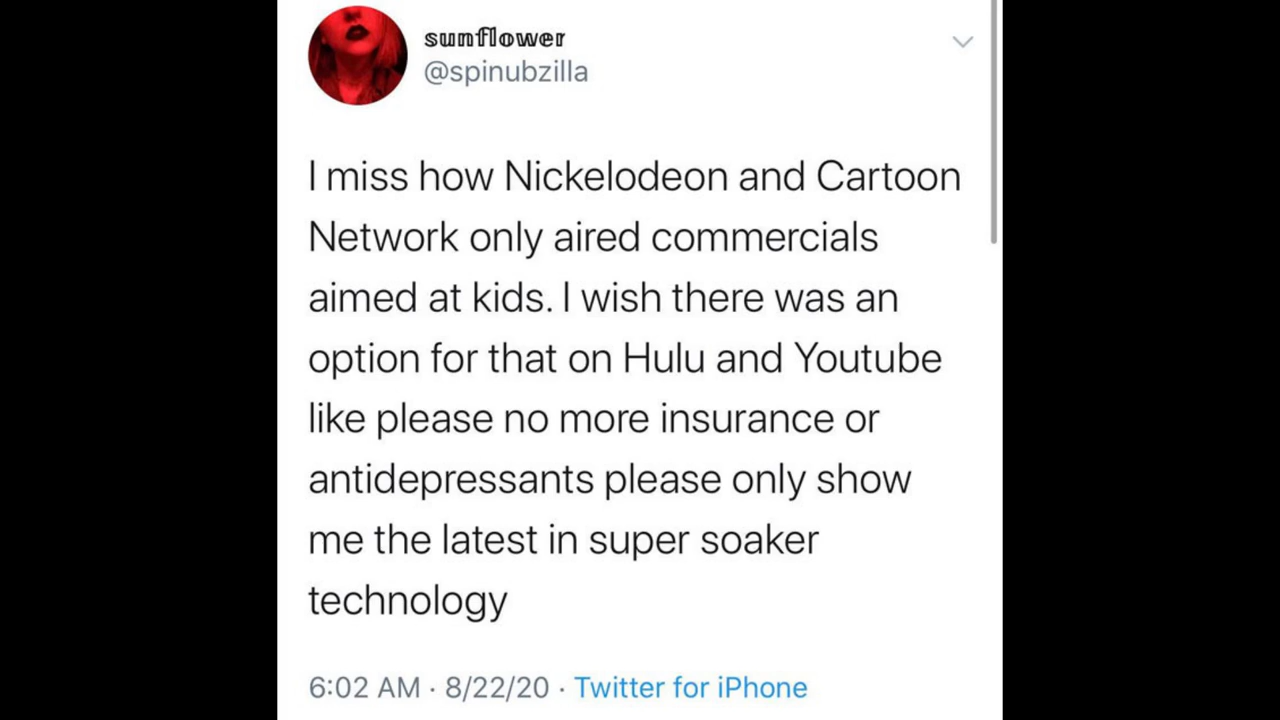 sunflower
@spinubzilla
I miss how Nickelodeon and Cartoon
Network only aired commercials
aimed at kids. I wish there was an
option for that on Hulu and Youtube
like please no more insurance or
antidepressants please only show
me the latest in super soaker
technology
6:02 AM · 8/22/20 · Twitter for iPhone